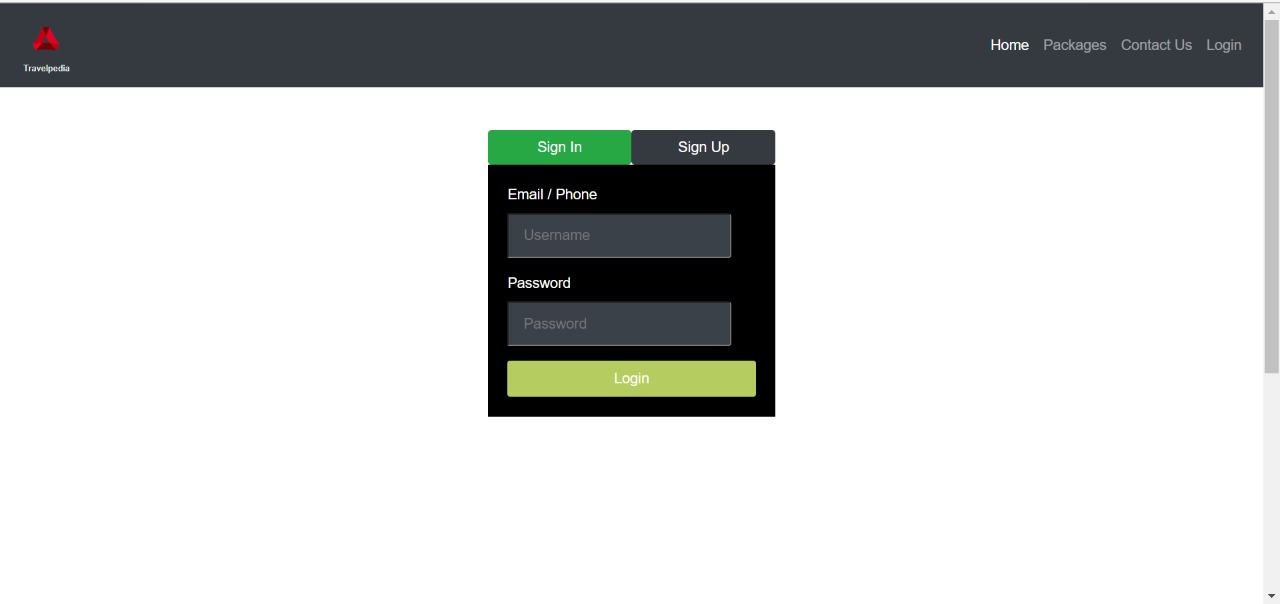 Travelpedia
Home Packages Contact Us Login
Sign In Sign Up
Email / Phone
Username
Password
Password
Login